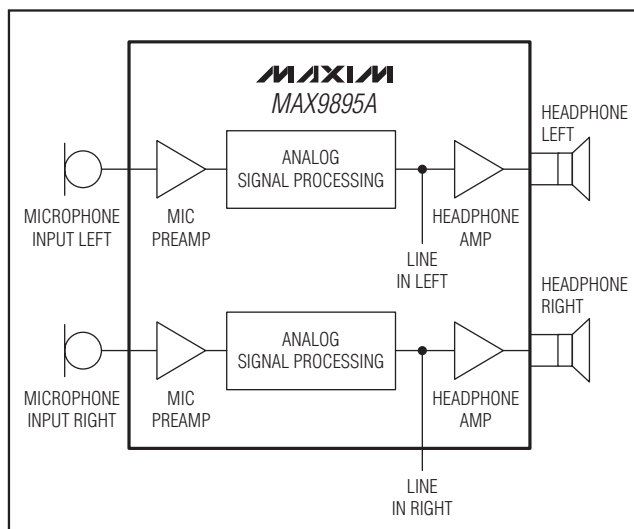 MAXIM
MAX9895A
HEADPHONE
LEFT
ANALOG
SIGNAL PROCESSING
MICROPHONE
INPUT LEFT
MIC
PREAMP
HEADPHONE
AMP
LINE
IN LEFT
HEADPHONE
RIGHT
ANALOG
SIGNAL PROCESSING
MICROPHONE
INPUT RIGHT
MIC
PREAMP
HEADPHONE
AMP
LINE
IN RIGHT